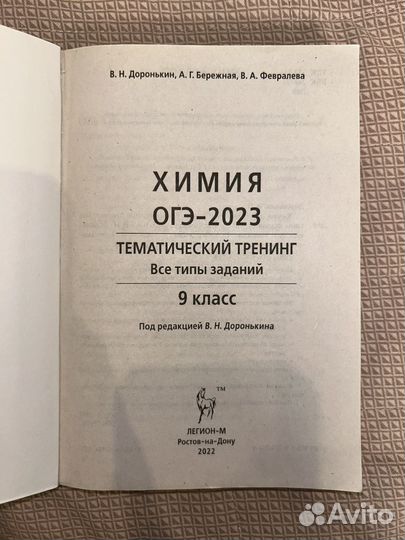 В. Н. Доронькин, А. Г. Бережная, В. А. Февралева
ХИМИЯ
ОГЭ-2023
ТЕМАТИЧЕСКИЙ ТРЕНИНГ
Все типы заданий
9 класс
Под редакцией В. Н. Доронькина
TM
ЛЕГИОН-М
Ростов-на-Дону
2022
Avito